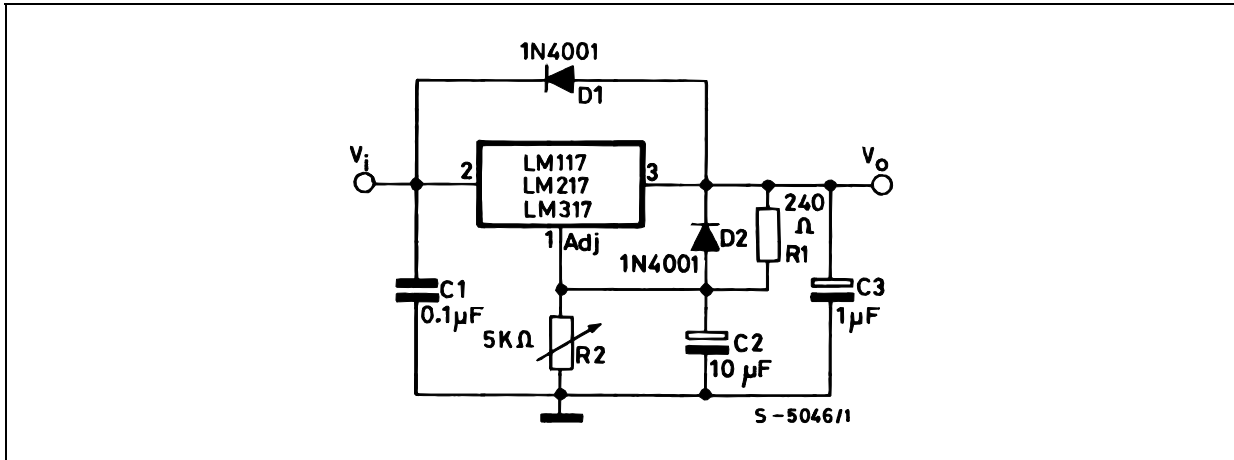 1N4001
D1
Vi
2
LM117
LM217
LM317
3
Vo
1 Adj
240
Ω
R1
D2
1N4001
C1
0.1µF
5KΩ
R2
C2
10 µF
C3
1µF
S-5046/1